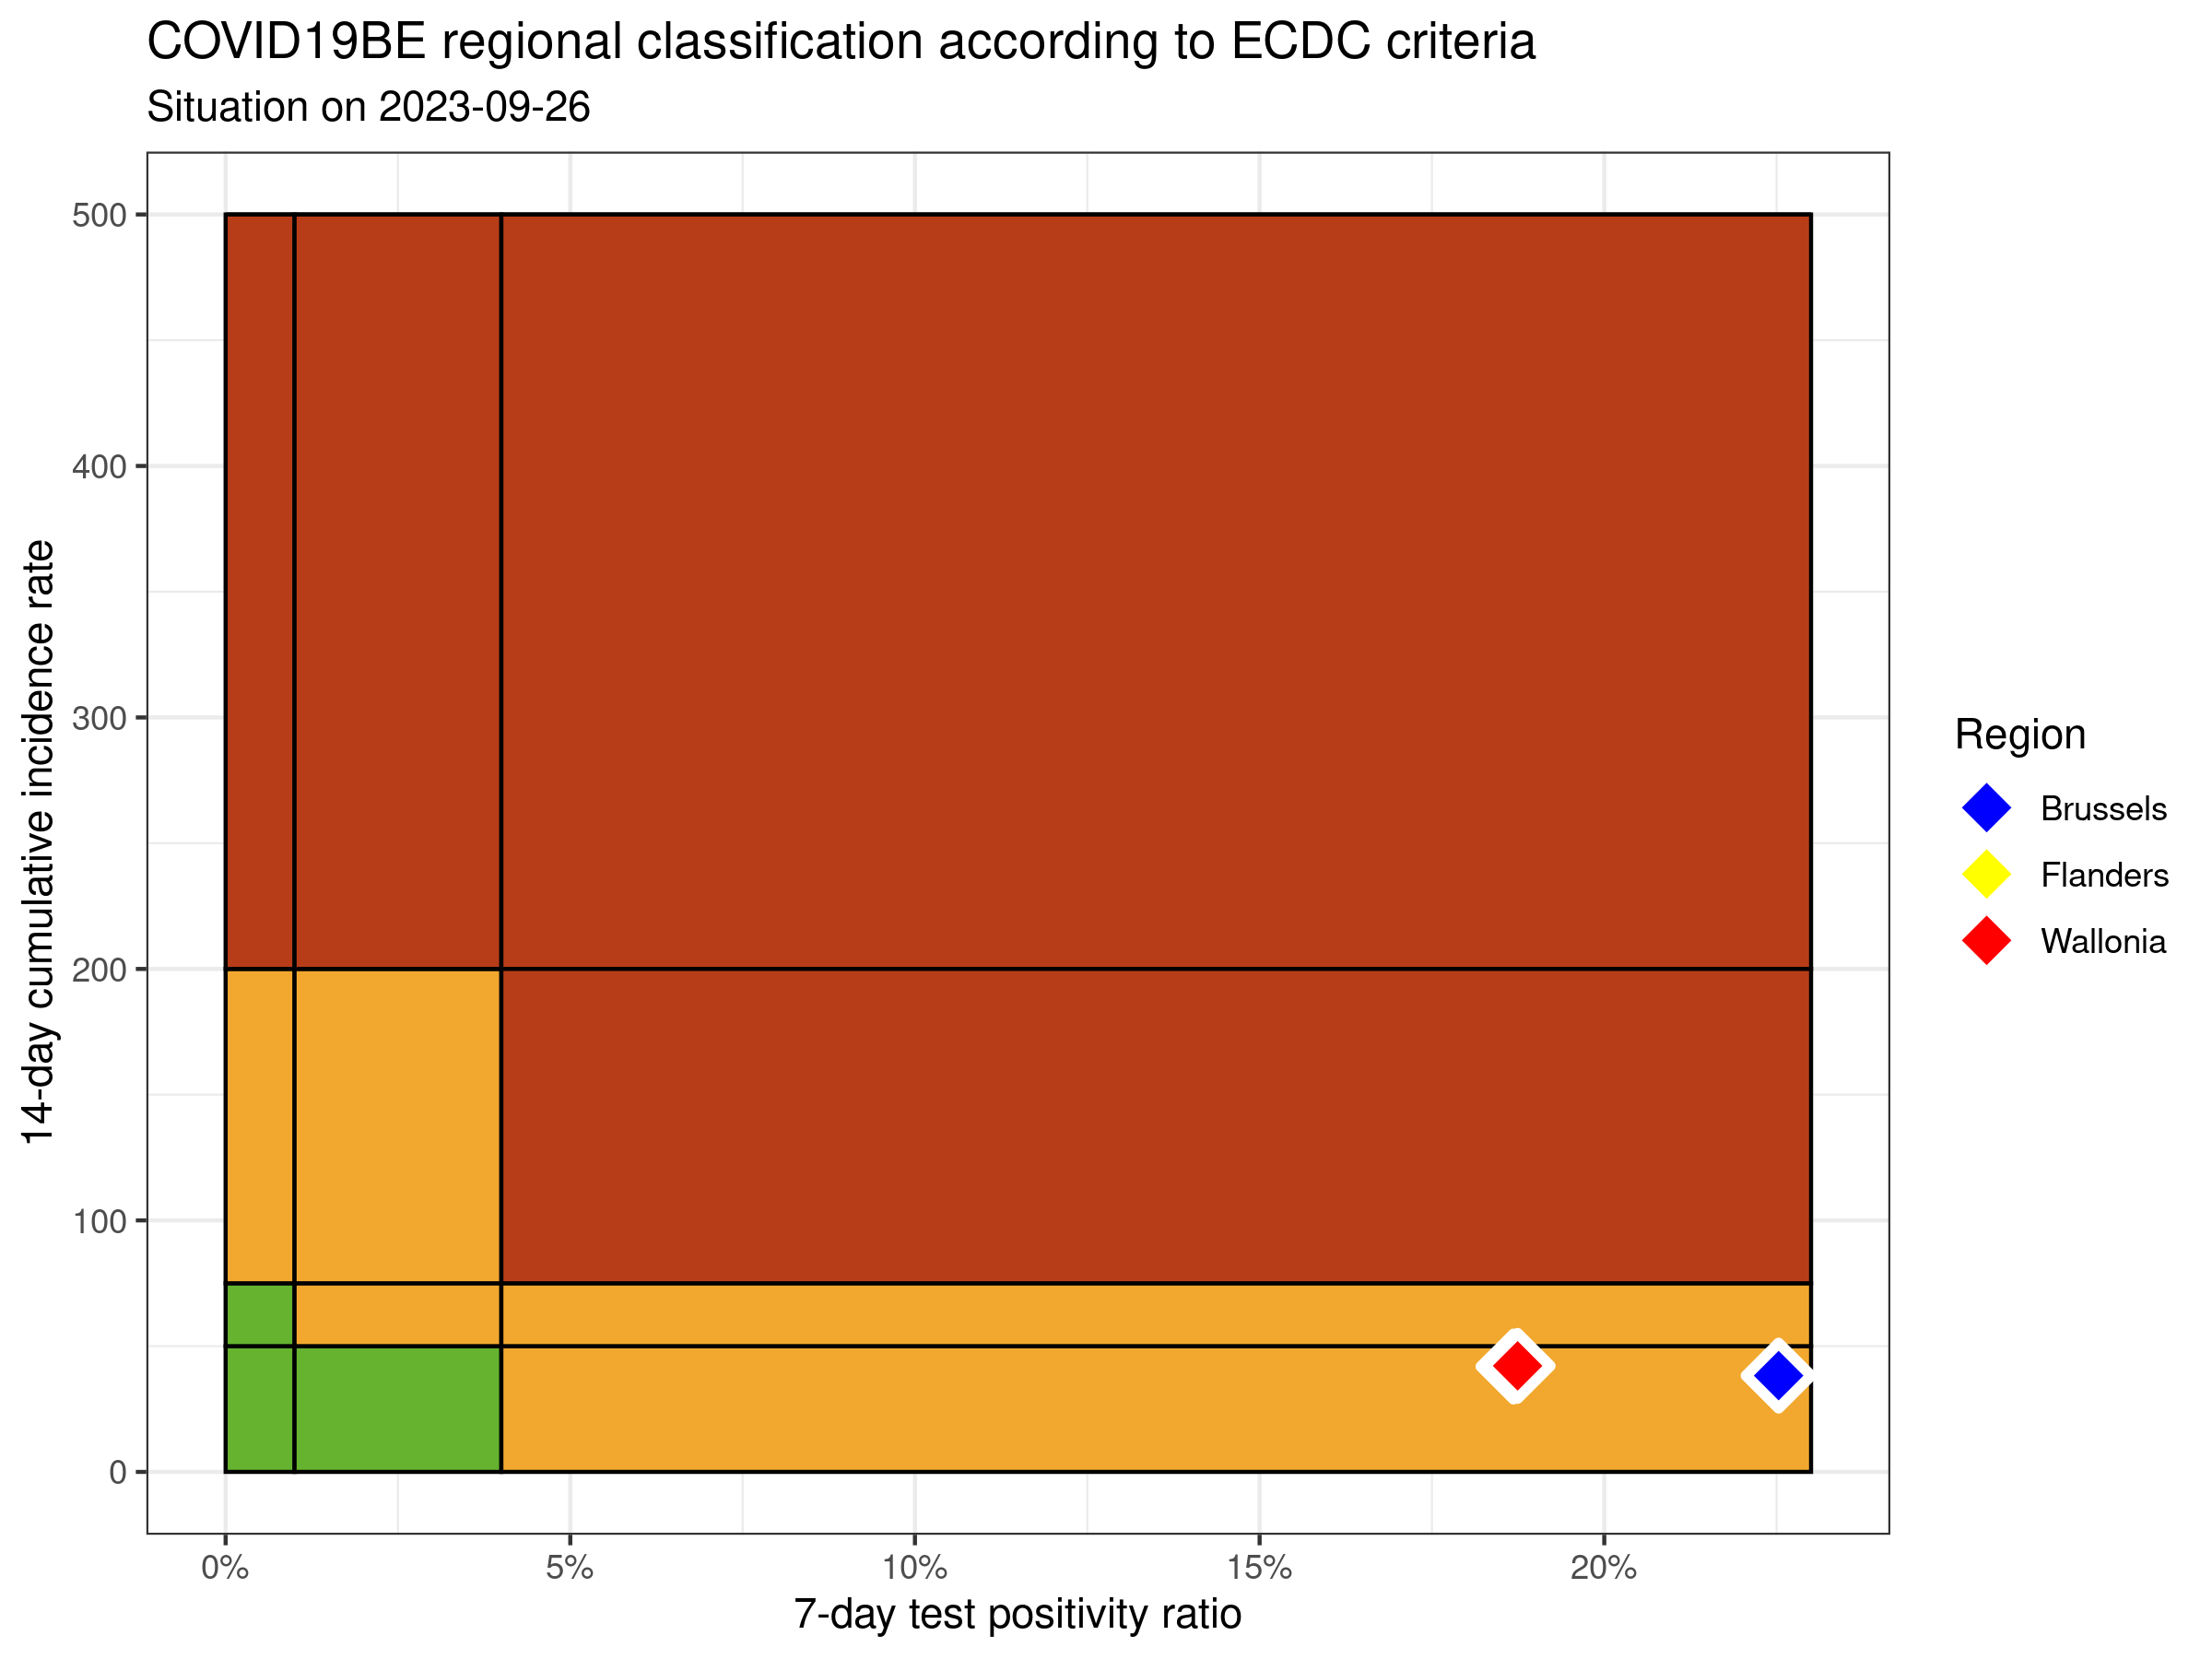 COVID19BE regional classification according to ECDC criteria
Situation on 2023-09-26
14-day cumulative incidence rate
500
400
300
200
100
0
0% 5% 10% 15% 20%
7-day test positivity ratio
Region
Brussels
Flanders
Wallonia